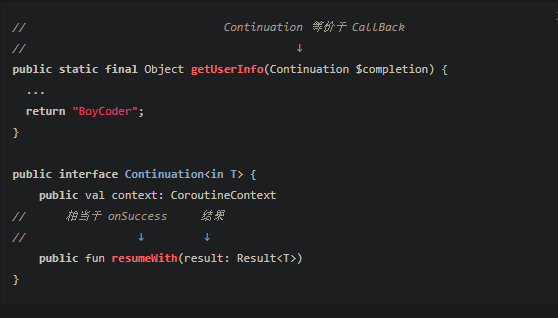 //                              Continuation 等价于 CallBack
//                                         ↓
public static final Object getUserInfo(Continuation $completion) {
  ...
  return "BoyCoder";
}
public interface Continuation<in T> {
    public val context: CoroutineContext
//      相当于 onSuccess     结果
//                 ↓         ↓
    public fun resumeWith(result: Result<T>)
}